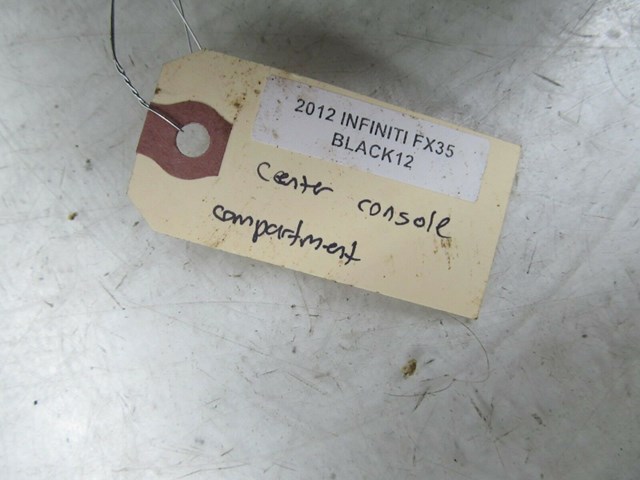 2012 INFINITI FX35
BLACK12
Center console
compartment